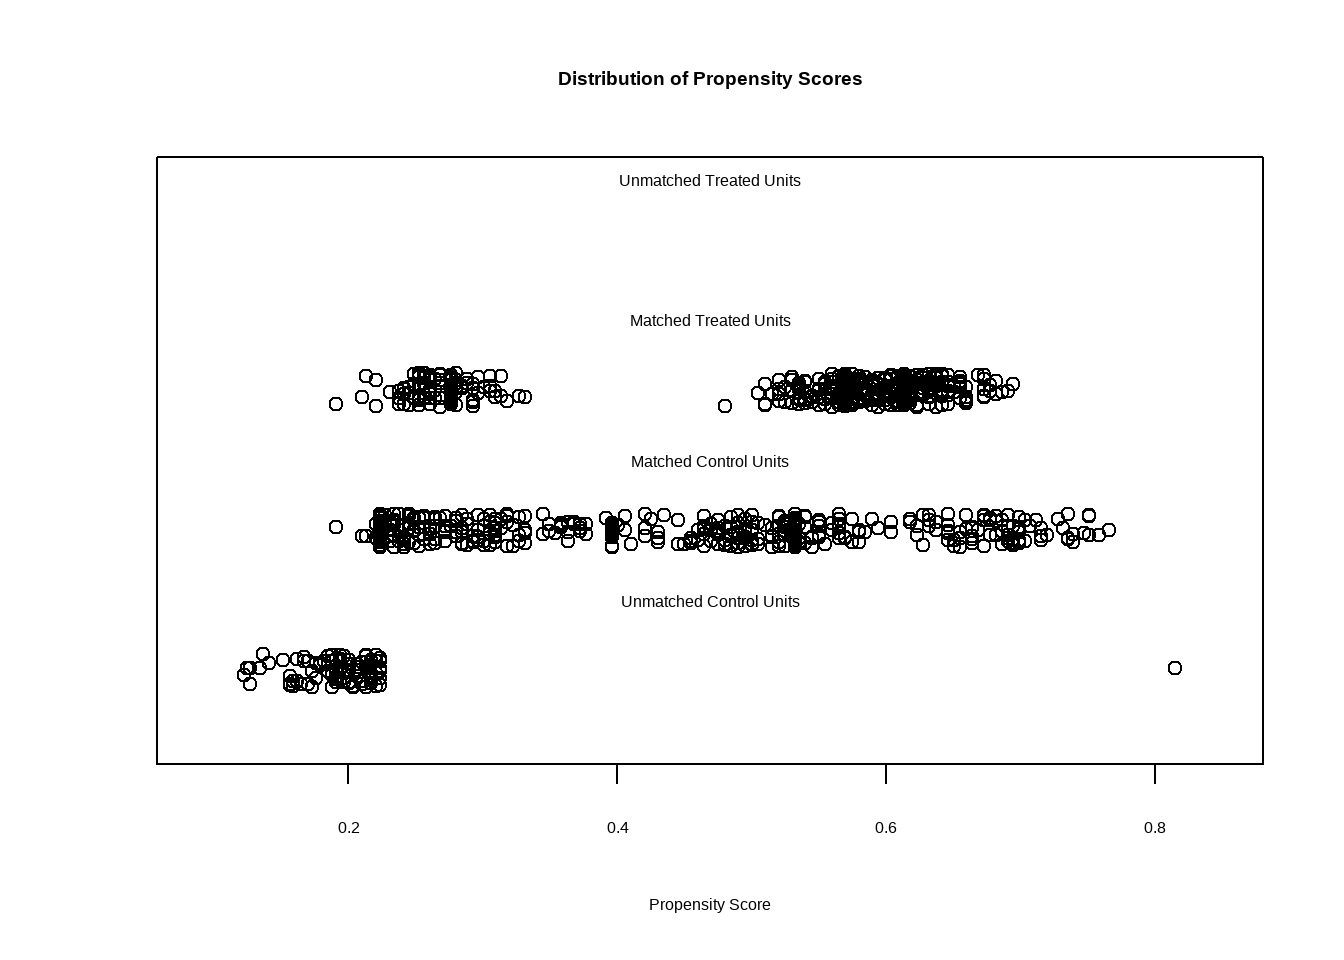 Distribution of Propensity Scores
Unmatched Treated Units
Matched Treated Units
Matched Control Units
Unmatched Control Units
0.2 0.4 0.6 0.8
Propensity Score